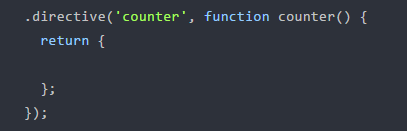 .directive('counter', function counter() {
return {
};
});